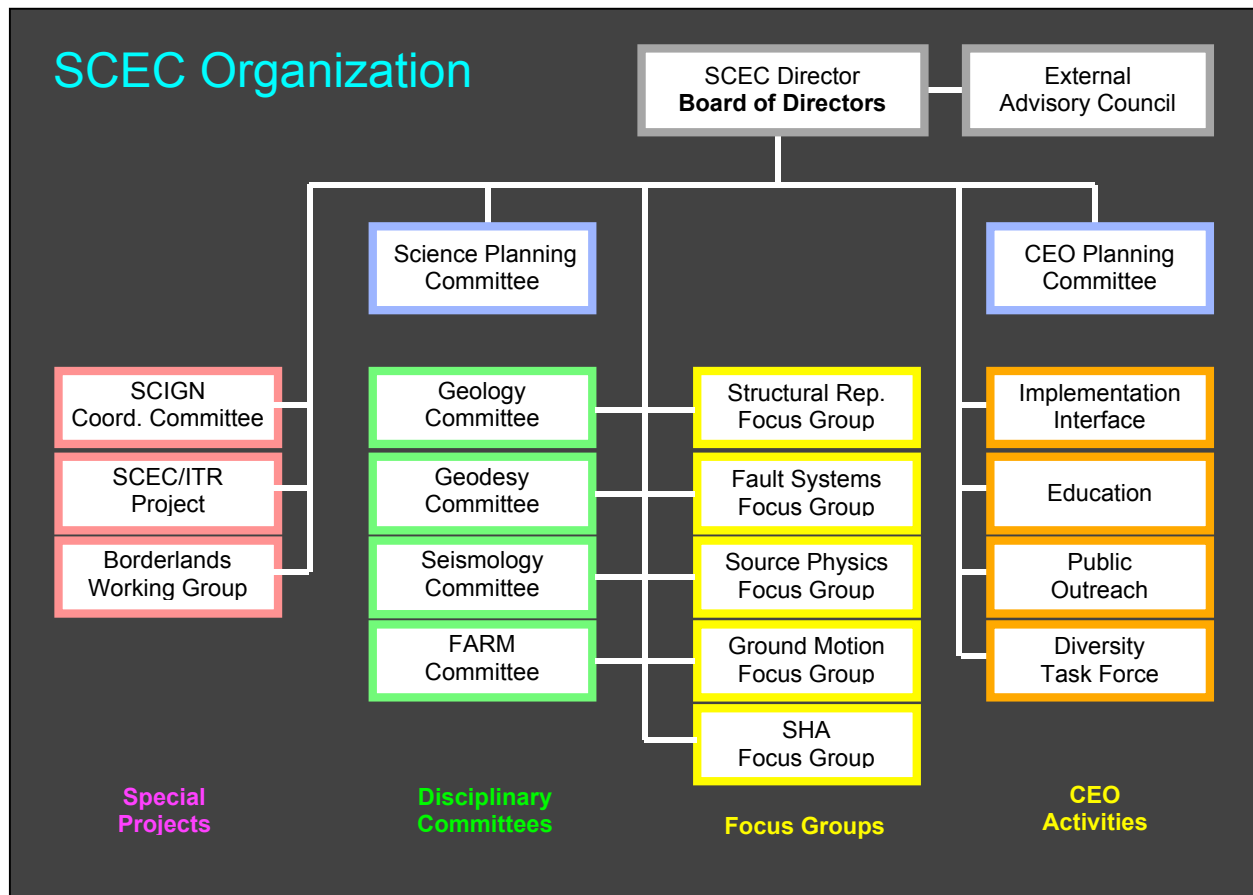 SCEC Organization
SCEC Director
Board of Directors
External
Advisory Council
Science Planning
Committee
CEO Planning
Committee
SCIGN
Coord. Committee
SCEC/ITR
Project
Borderlands
Working Group
Geology
Committee
Geodesy
Committee
Seismology
Committee
FARM
Committee
Structural Rep.
Focus Group
Fault Systems
Focus Group
Source Physics
Focus Group
Ground Motion
Focus Group
SHA
Focus Group
Implementation
Interface
Education
Public
Outreach
Diversity
Task Force
Special
Projects
Disciplinary
Committees
Focus Groups
CEO
Activities